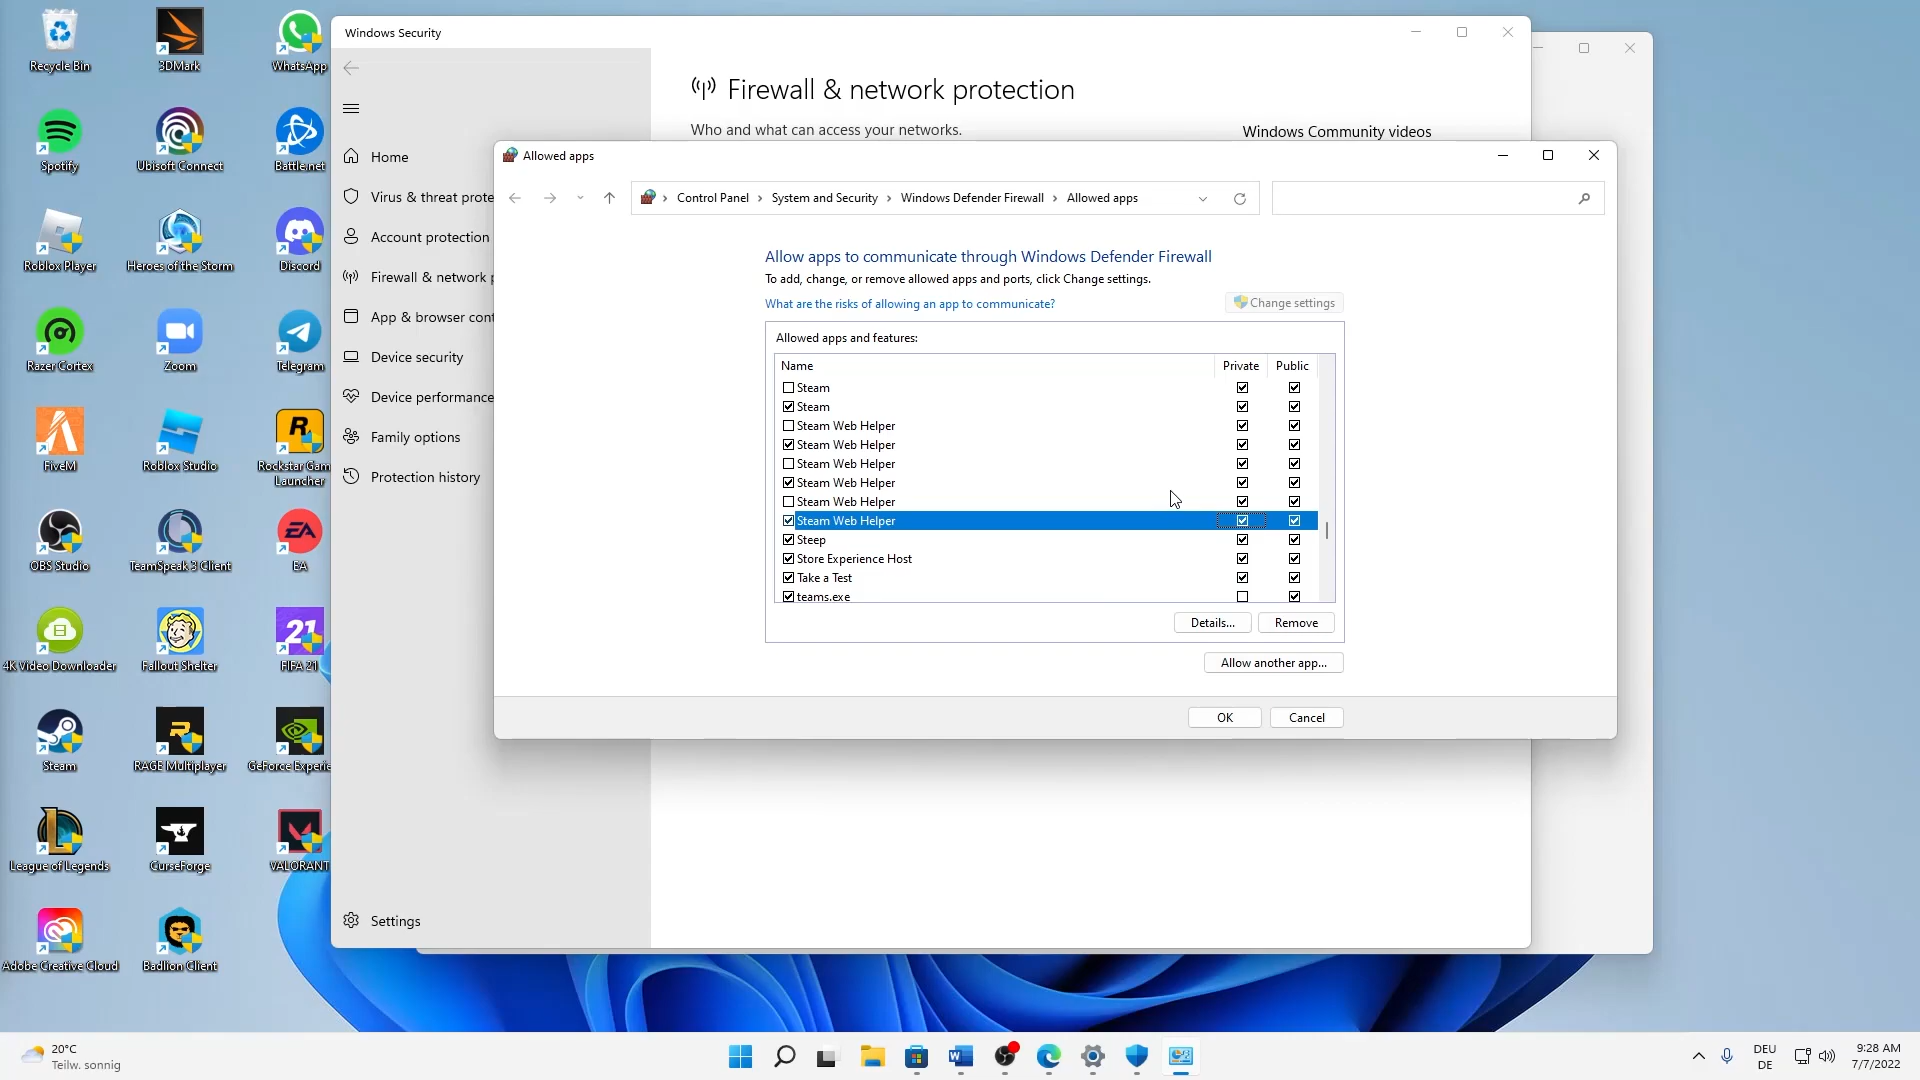 Recycle Bin
3DMark
WhatsApp
Spotify
Ubisoft Connect
Battle.net
Roblox Player
Heroes of the Storm
Discord
Razer Cortex
Zoom
Telegram
FiveM
Roblox Studio
Rockstar Gam
Launcher
OBS Studio
TeamSpeak 3 Client
EA
4K Video Downloader
Fallout Shelter
FIFA 21
Steam
RAGE Multiplayer
GeForce Experie
League of Legends
CurseForge
VALORANT
Adobe Creative Cloud
Badlion Client
Windows Security
Home
Virus & threat prote
Account protection
Firewall & network p
App & browser cont
Device security
Device performance
Family options
Protection history
Settings
Firewall & network protection
Who and what can access your networks.
Windows Community videos
Allowed apps
Control Panel > System and Security > Windows Defender Firewall > Allowed apps
Allow apps to communicate through Windows Defender Firewall
To add, change, or remove allowed apps and ports, click Change settings.
What are the risks of allowing an app to communicate?
Change settings
Allowed apps and features:
Name Private Public
Steam
Steam
Steam Web Helper
Steam Web Helper
Steam Web Helper
Steam Web Helper
Steam Web Helper
Steam Web Helper
Steep
Store Experience Host
Take a Test
teams.exe
Details... Remove
Allow another app...
OK Cancel
20°C
Teilw. sonnig
DEU
DE
9:28 AM
7/7/2022